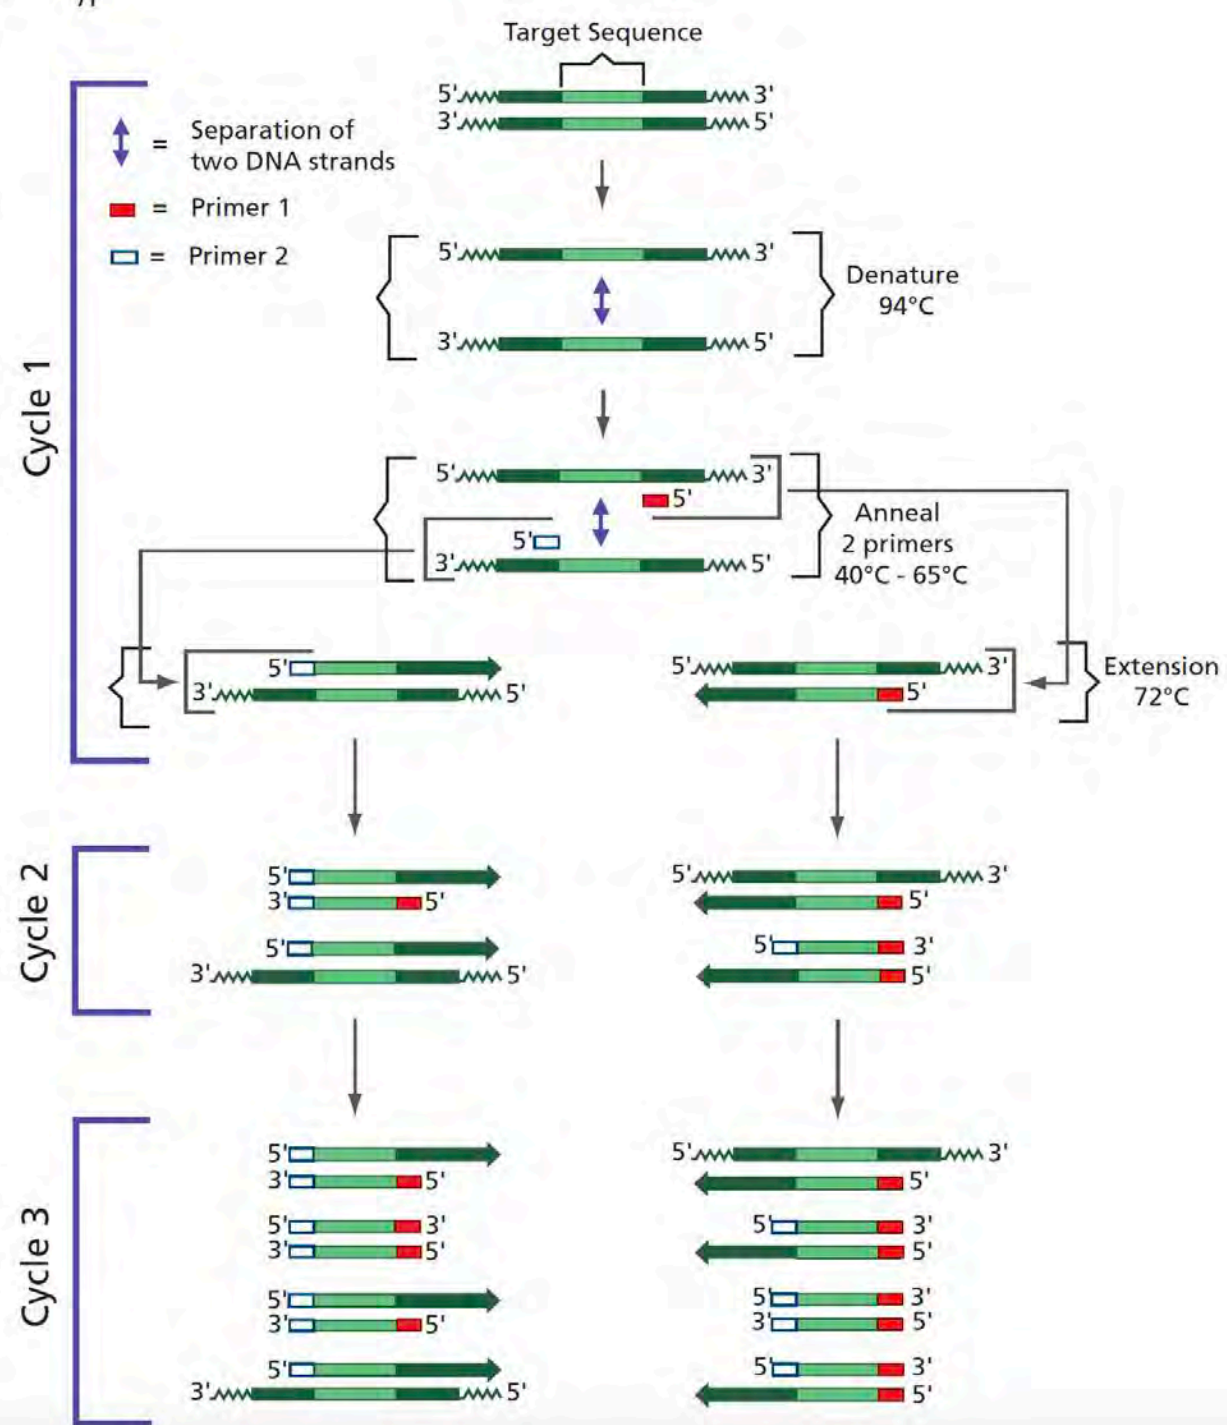 Target Sequence
5' 3'
3' 5'
= Separation of
two DNA strands
= Primer 1
= Primer 2
Cycle 1
5' 3'
Denature
94°C
3' 5'
5' 3'
5'
Anneal
2 primers
40°C - 65°C
5'
3' 5'
5' 5' 3'
3' 5' 5'
Extension
72°C
Cycle 2
5' 5' 3'
3' 5' 5'
5' 5' 3'
3' 5' 5'
Cycle 3
5' 5' 3'
3' 5' 5'
5' 3' 5' 3'
3' 5' 5'
5' 5' 3'
3' 5' 3' 5'
5' 5' 3'
3' 5' 5'